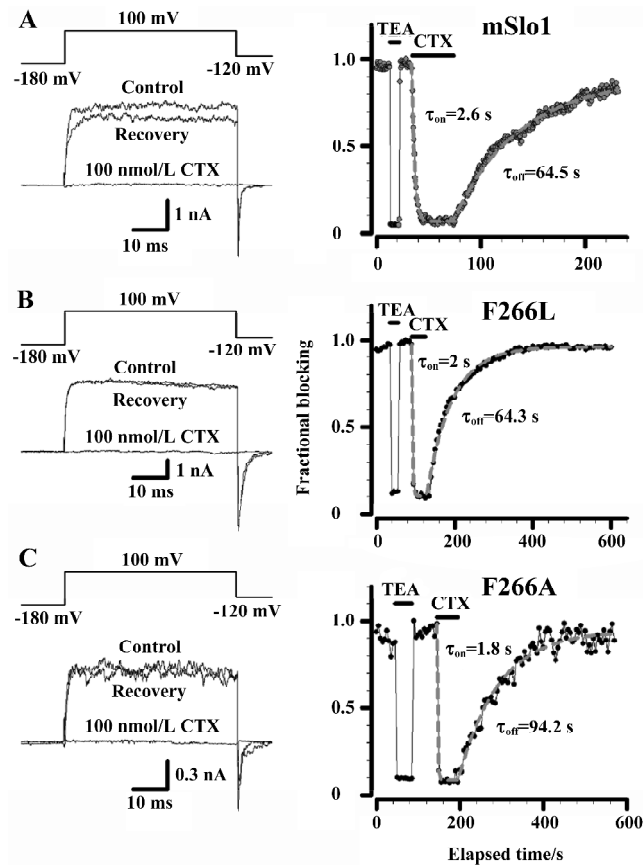 A
100 mV
-180 mV
-120 mV
Control
Recovery
100 nmol/L CTX
1 nA
10 ms
mSlo1
TEA
CTX
1.0
0.5
0
τon=2.6 s
τoff=64.5 s
0 100 200
B
100 mV
-180 mV
-120 mV
Control
Recovery
100 nmol/L CTX
1 nA
10 ms
F266L
TEA
CTX
1.0
0.5
0
τon=2 s
τoff=64.3 s
0 200 400 600
Fractional blocking
C
100 mV
-180 mV
-120 mV
Control
Recovery
100 nmol/L CTX
0.3 nA
10 ms
F266A
TEA
CTX
1.0
0.5
0
τon=1.8 s
τoff=94.2 s
0 200 400 600
Elapsed time/s